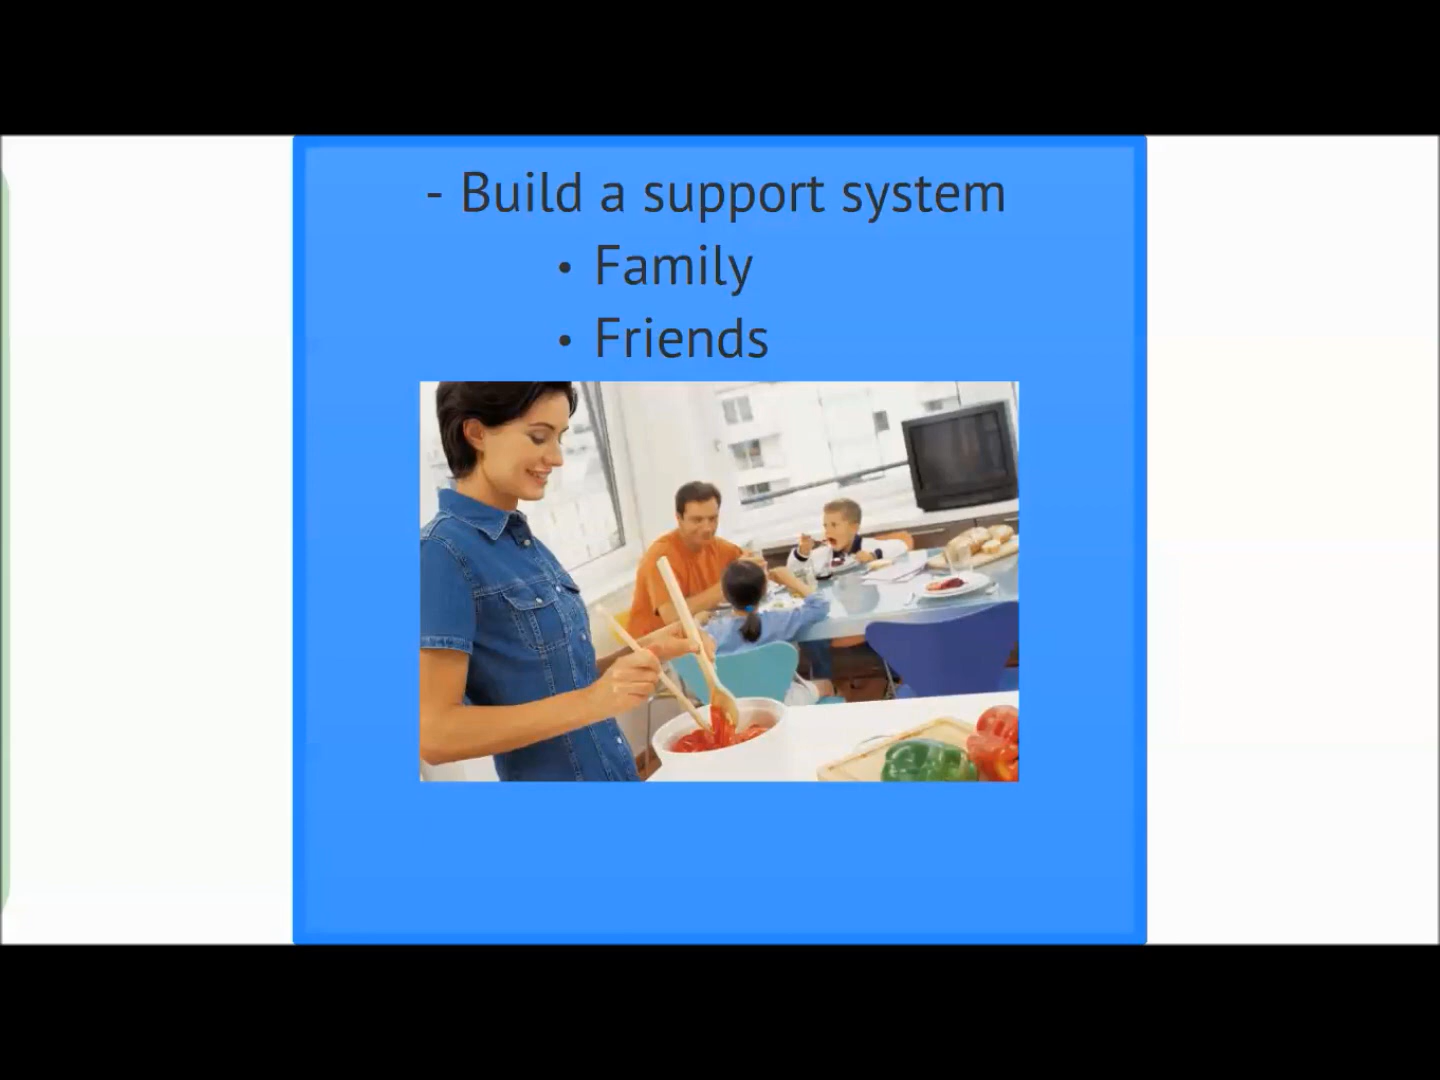 - Build a support system
• Family
• Friends